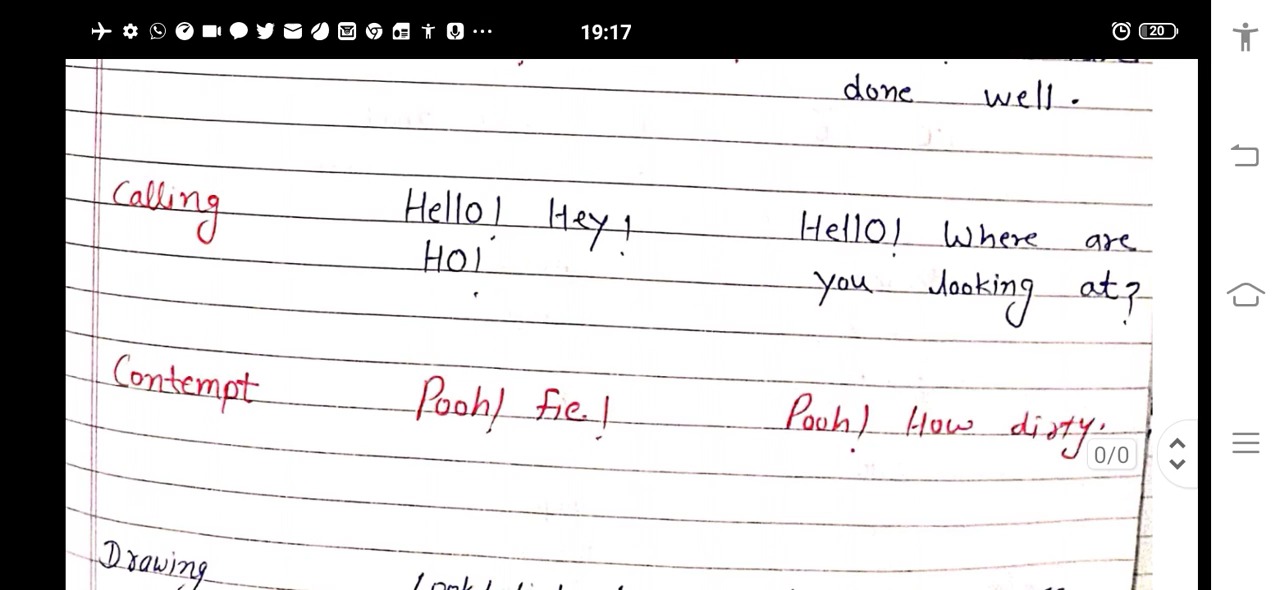 19:17
20
done well.
Calling Hello! Hey! Hello! Where are
Ho! you looking at?
Contempt Pooh! fie.! Pooh! How dirty.
0/0
Drawing